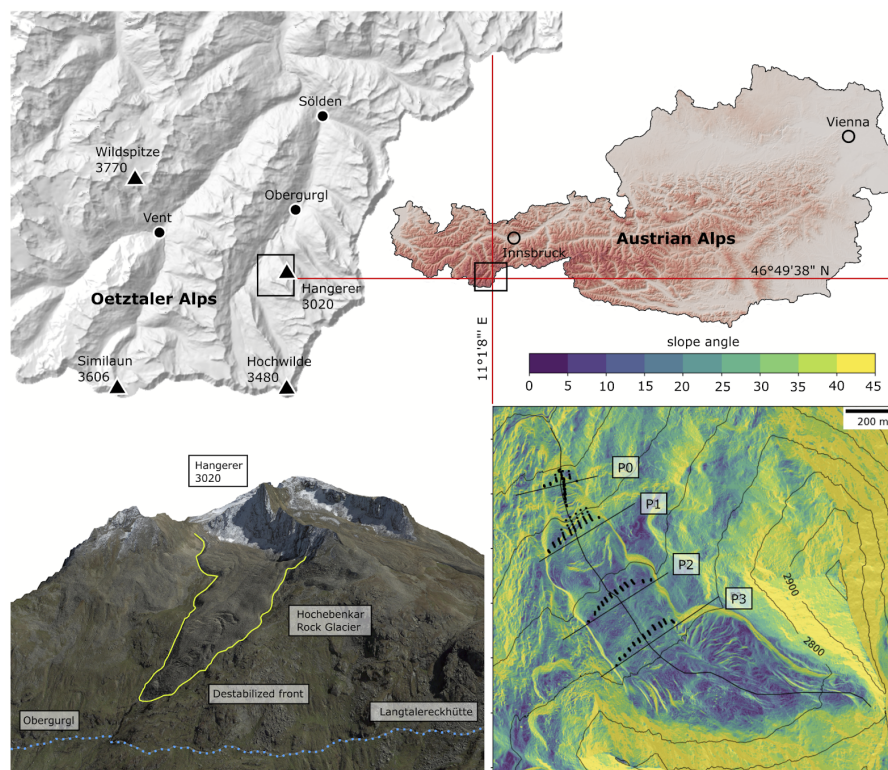 Sölden
Wildspitze
3770
Obergurgl
Vent
Hangerer
3020
Oetztaler Alps
Similaun
3606
Hochwilde
3480
Vienna
Innsbruck
Austrian Alps
46°49'38" N
11°1'8"' E
slope angle
0 5 10 15 20 25 30 35 40 45
Hangerer
3020
Hochebenkar
Rock Glacier
Destabilized front
Obergurgl
Langtalereckhütte
200 m
P0
P1
P2
P3
2900
2800